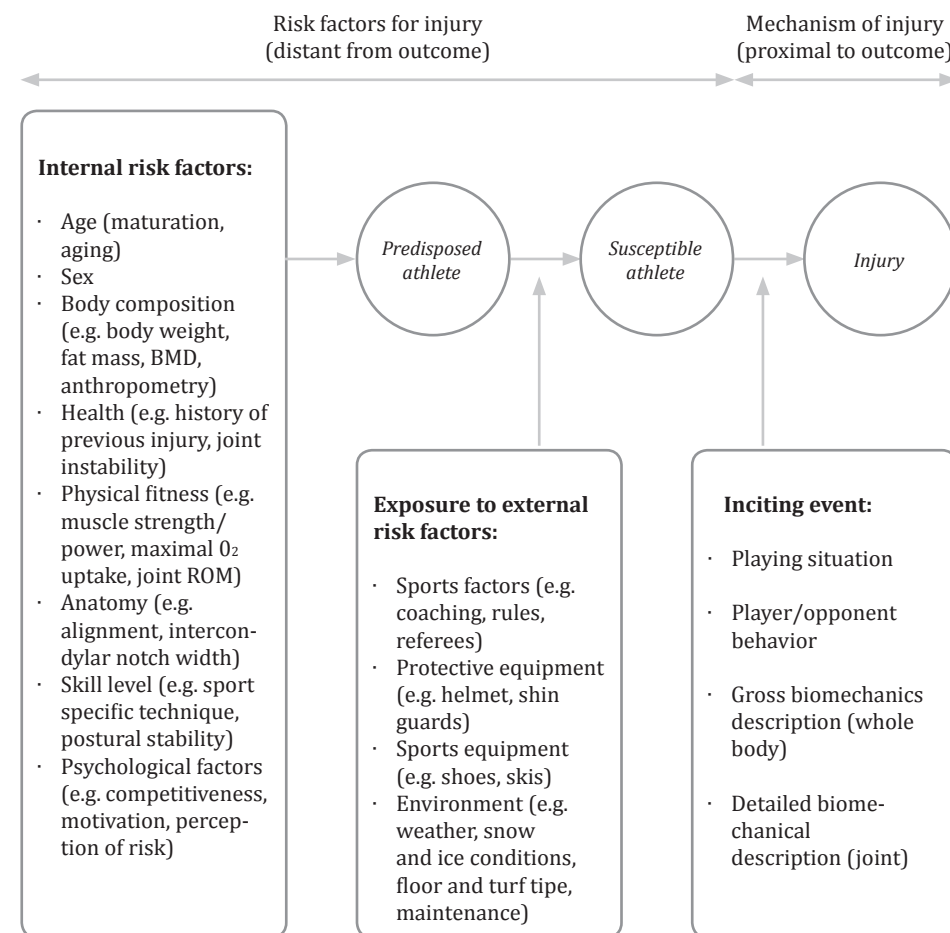 Risk factors for injury
(distant from outcome)
Mechanism of injury
(proximal to outcome)
Internal risk factors:
· Age (maturation,
aging)
· Sex
· Body composition
(e.g. body weight,
fat mass, BMD,
anthropometry)
· Health (e.g. history of
previous injury, joint
instability)
· Physical fitness (e.g.
muscle strength/
power, maximal 0₂
uptake, joint ROM)
· Anatomy (e.g.
alignment, intercon-
dylar notch width)
· Skill level (e.g. sport
specific technique,
postural stability)
· Psychological factors
(e.g. competitiveness,
motivation, percep-
tion of risk)
Predisposed
athlete
Susceptible
athlete
Injury
Exposure to external
risk factors:
· Sports factors (e.g.
coaching, rules,
referees)
· Protective equipment
(e.g. helmet, shin
guards)
· Sports equipment
(e.g. shoes, skis)
· Environment (e.g.
weather, snow
and ice conditions,
floor and turf tipe,
maintenance)
Inciting event:
· Playing situation
· Player/opponent
behavior
· Gross biomechanics
description (whole
body)
· Detailed biome-
chanical
description (joint)